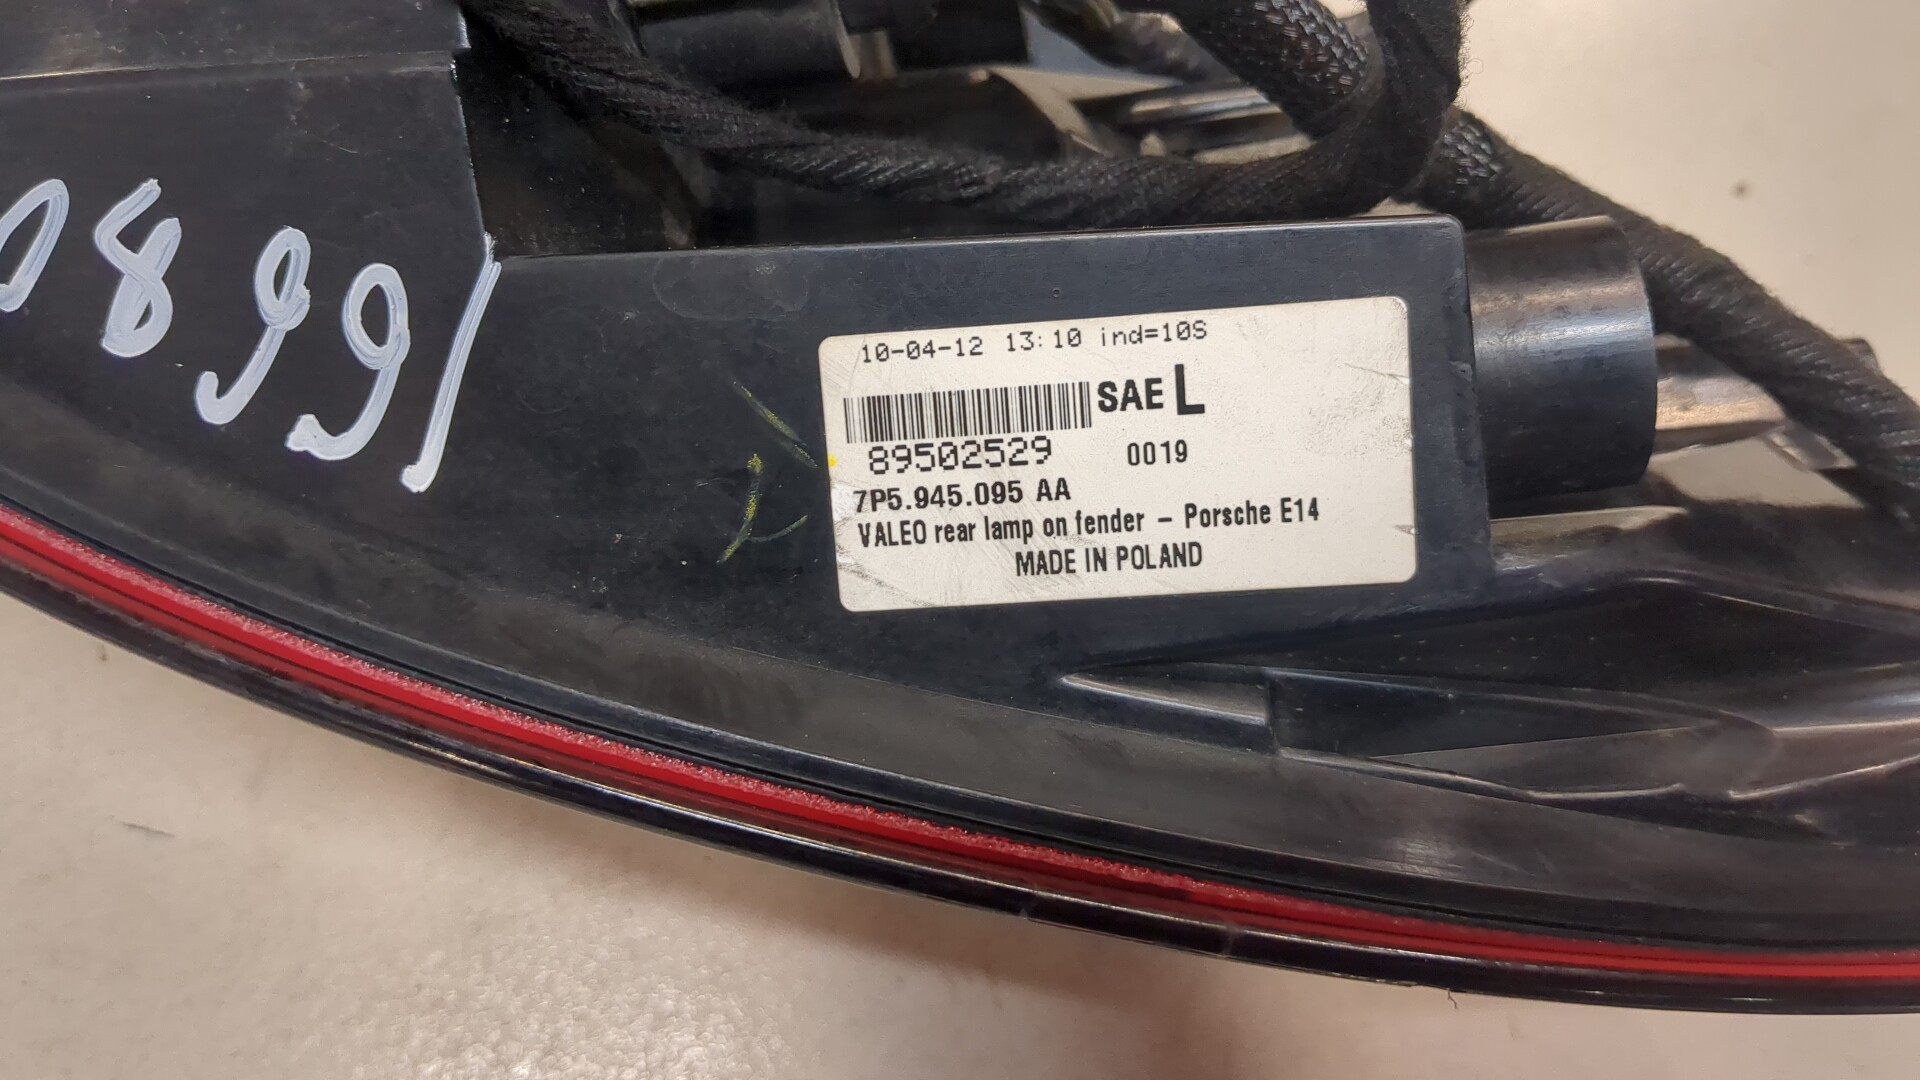 10-04-12 13:10 ind=10S
SAE L
89502529 0019
7P5.945.095 AA
VALEO rear lamp on fender – Porsche E14
MADE IN POLAND